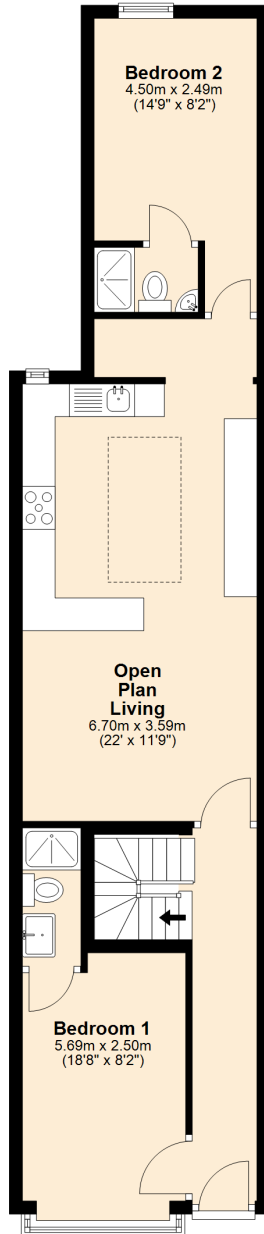 Bedroom 2
4.50m x 2.49m
(14'9" x 8'2")
Open
Plan
Living
6.70m x 3.59m
(22' x 11'9")
Bedroom 1
5.69m x 2.50m
(18'8" x 8'2")